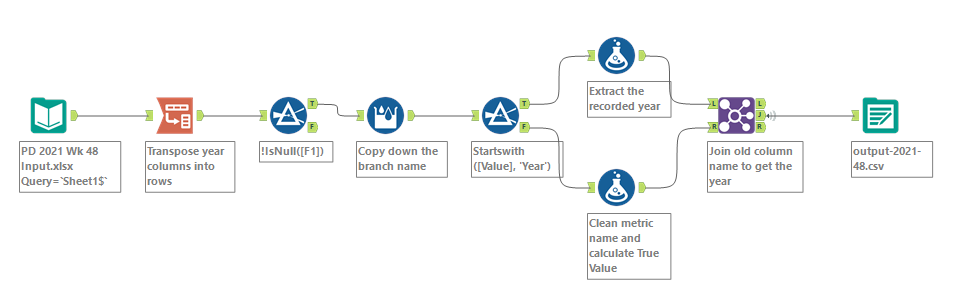 PD 2021 Wk 48
Input.xlsx
Query=`Sheet1$`
Transpose year
columns into
rows
T
F
!IsNull([F1])
Copy down the
branch name
T
F
Startswith
([Value], 'Year')
Extract the
recorded year
Clean metric
name and
calculate True
Value
L
R
L
J
R
Join old column
name to get the
year
output-2021-
48.csv